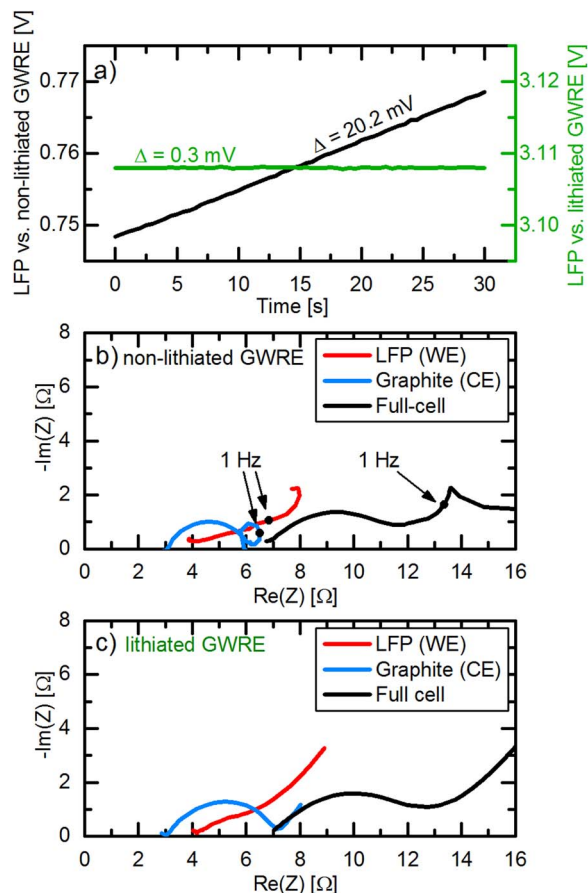 a)
LFP vs. non-lithiated GWRE [V]
0.77
0.76
0.75
Δ = 0.3 mV
Δ = 20.2 mV
3.12
3.11
3.10
LFP vs. lithiated GWRE [V]
0 5 10 15 20 25 30
Time [s]
b) non-lithiated GWRE
LFP (WE)
Graphite (CE)
Full-cell
1 Hz
1 Hz
-Im(Z) [Ω]
8
6
4
2
0
0 2 4 6 8 10 12 14 16
Re(Z) [Ω]
c) lithiated GWRE
LFP (WE)
Graphite (CE)
Full cell
-Im(Z) [Ω]
8
6
4
2
0
0 2 4 6 8 10 12 14 16
Re(Z) [Ω]